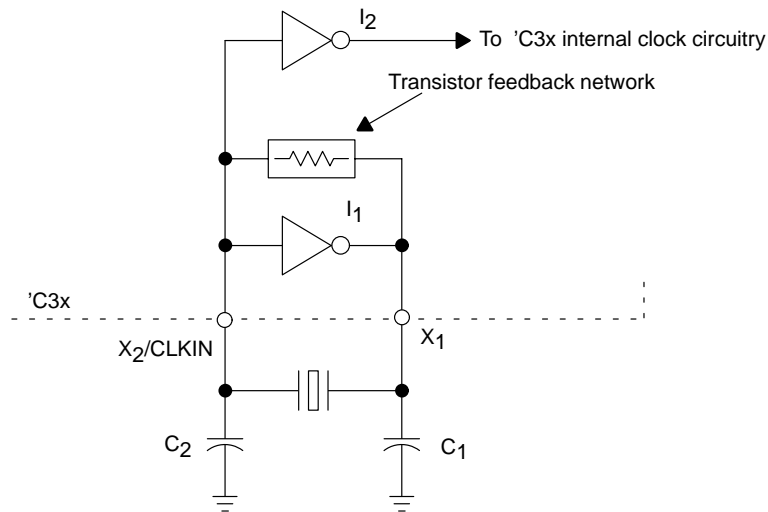 I2
To 'C3x internal clock circuitry
Transistor feedback network
I1
'C3x
X2/CLKIN
X1
C2
C1